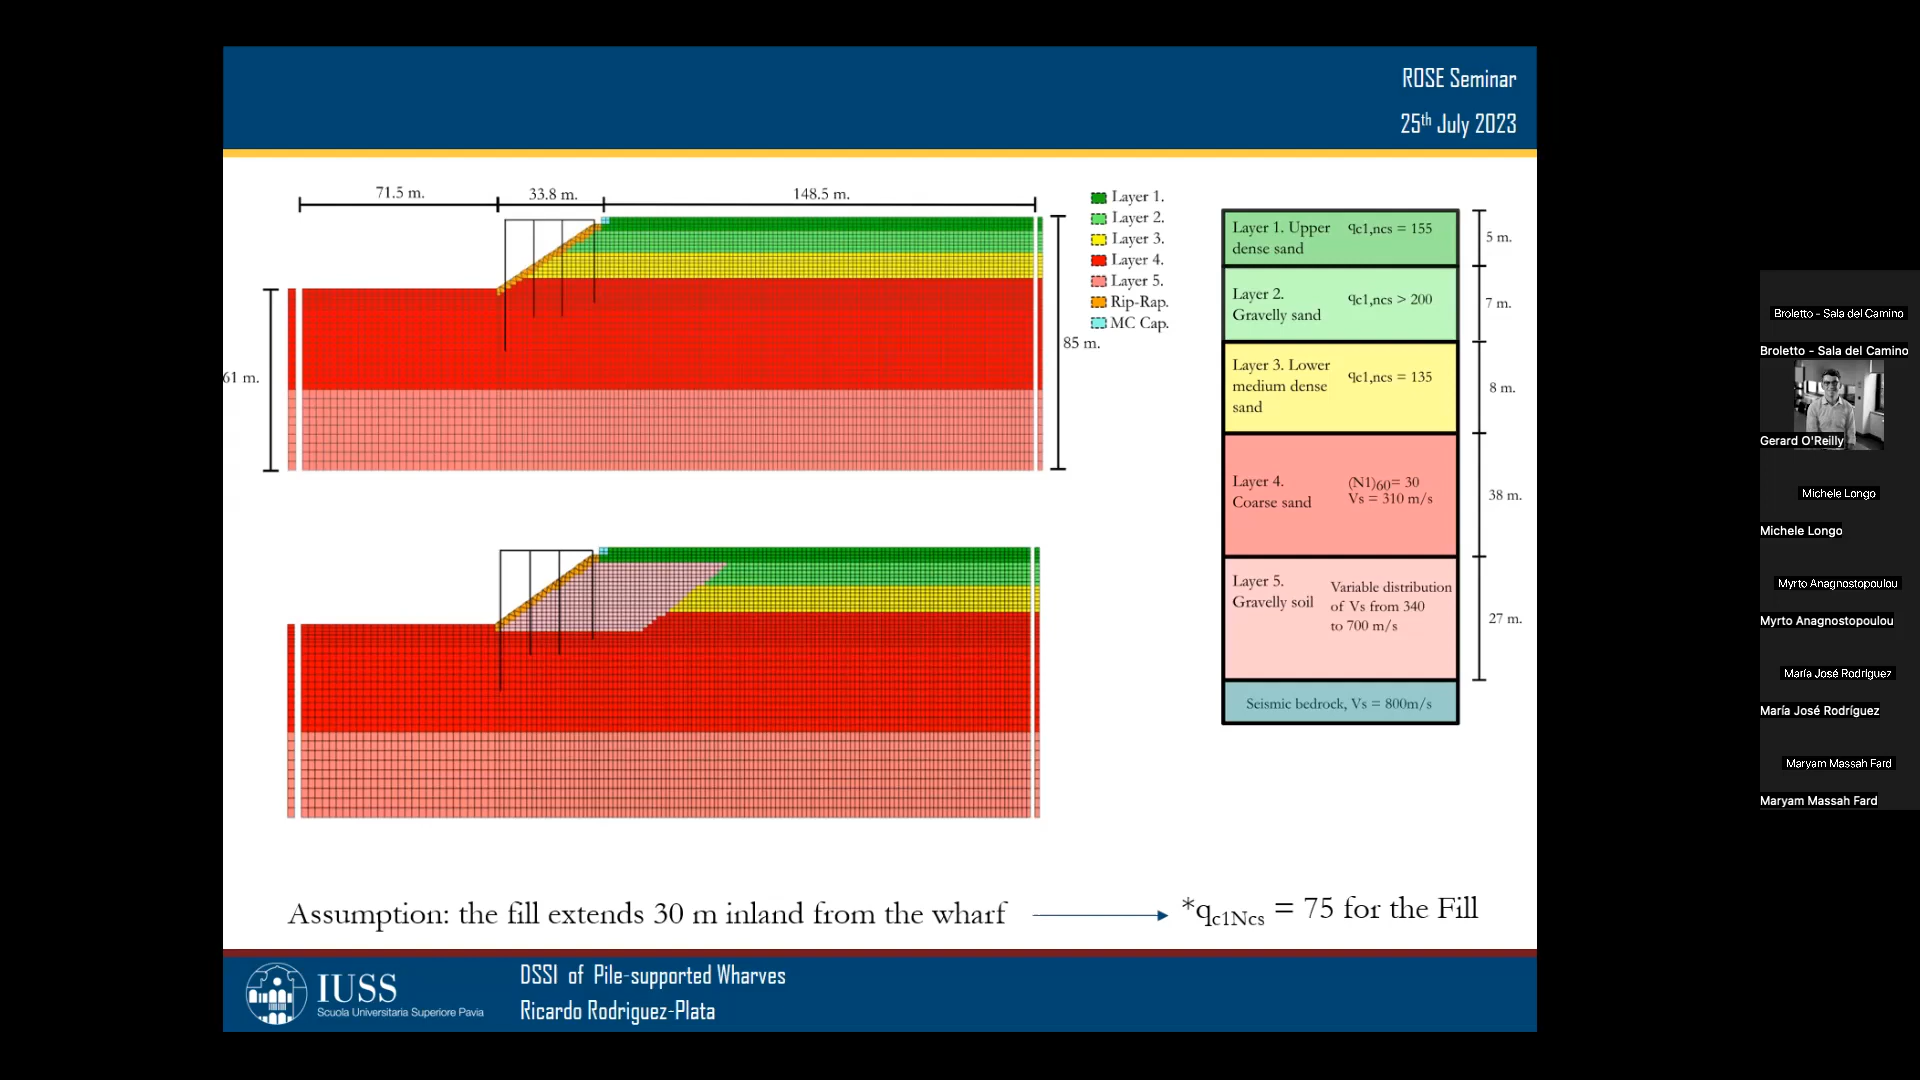 ROSE Seminar
25th July 2023
71.5 m.
33.8 m.
148.5 m.
61 m.
85 m.
Layer 1.
Layer 2.
Layer 3.
Layer 4.
Layer 5.
Rip-Rap.
MC Cap.
Layer 1. Upper
dense sand
qc1,ncs = 155
5 m.
Layer 2.
Gravelly sand
qc1,ncs > 200
7 m.
Layer 3. Lower
medium dense
sand
qc1,ncs = 135
8 m.
Layer 4.
Coarse sand
(N1)60= 30
Vs = 310 m/s
38 m.
Layer 5.
Gravelly soil
Variable distribution
of Vs from 340
to 700 m/s
27 m.
Seismic bedrock, Vs = 800m/s
Assumption: the fill extends 30 m inland from the wharf
*qc1Ncs = 75 for the Fill
IUSS
Scuola Universitaria Superiore Pavia
DSSI of Pile-supported Wharves
Ricardo Rodriguez-Plata
Broletto - Sala del Camino
Broletto - Sala del Camino
Gerard O'Reilly
Michele Longo
Michele Longo
Myrto Anagnostopoulou
Myrto Anagnostopoulou
María José Rodríguez
María José Rodríguez
Maryam Massah Fard
Maryam Massah Fard